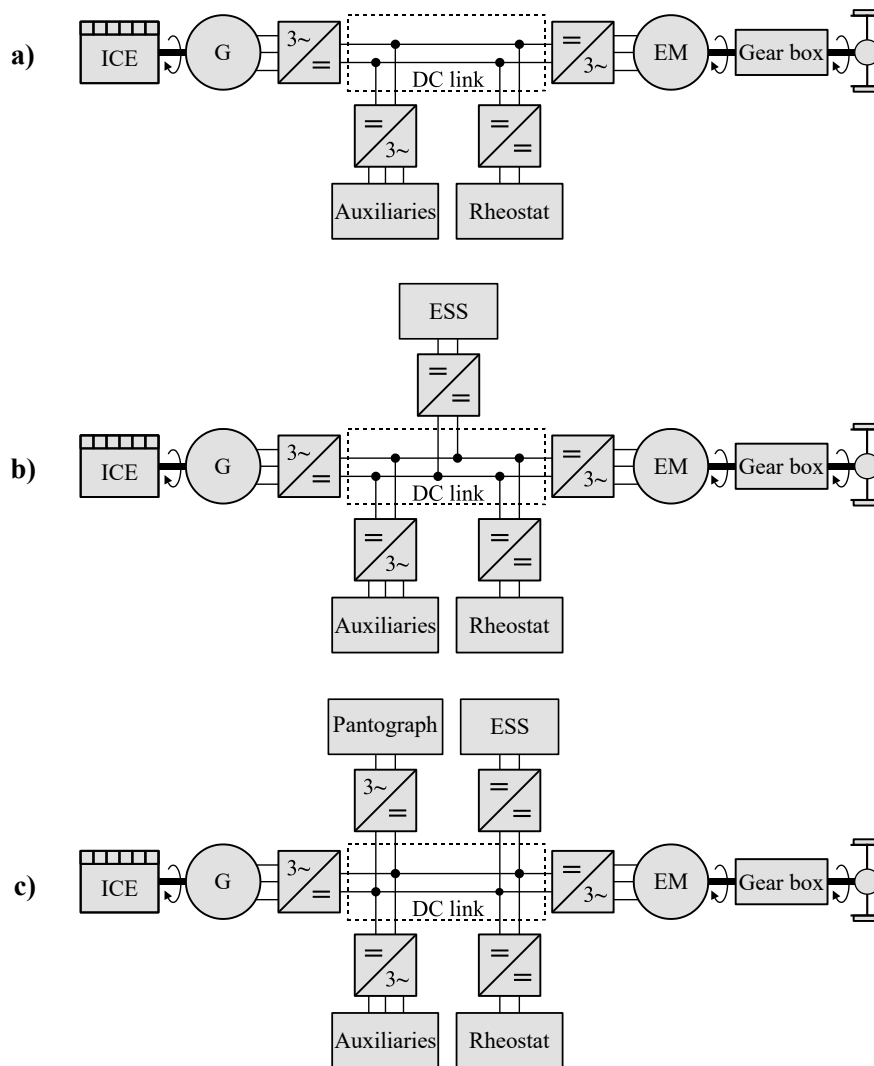 a)
ICE
G
3~
=
DC link
=
3~
EM
Gear box
=
3~
=
=
Auxiliaries
Rheostat
ESS
=
=
b)
ICE
G
3~
=
DC link
=
3~
EM
Gear box
=
3~
=
=
Auxiliaries
Rheostat
Pantograph
ESS
3~
=
=
=
c)
ICE
G
3~
=
DC link
=
3~
EM
Gear box
=
3~
=
=
Auxiliaries
Rheostat